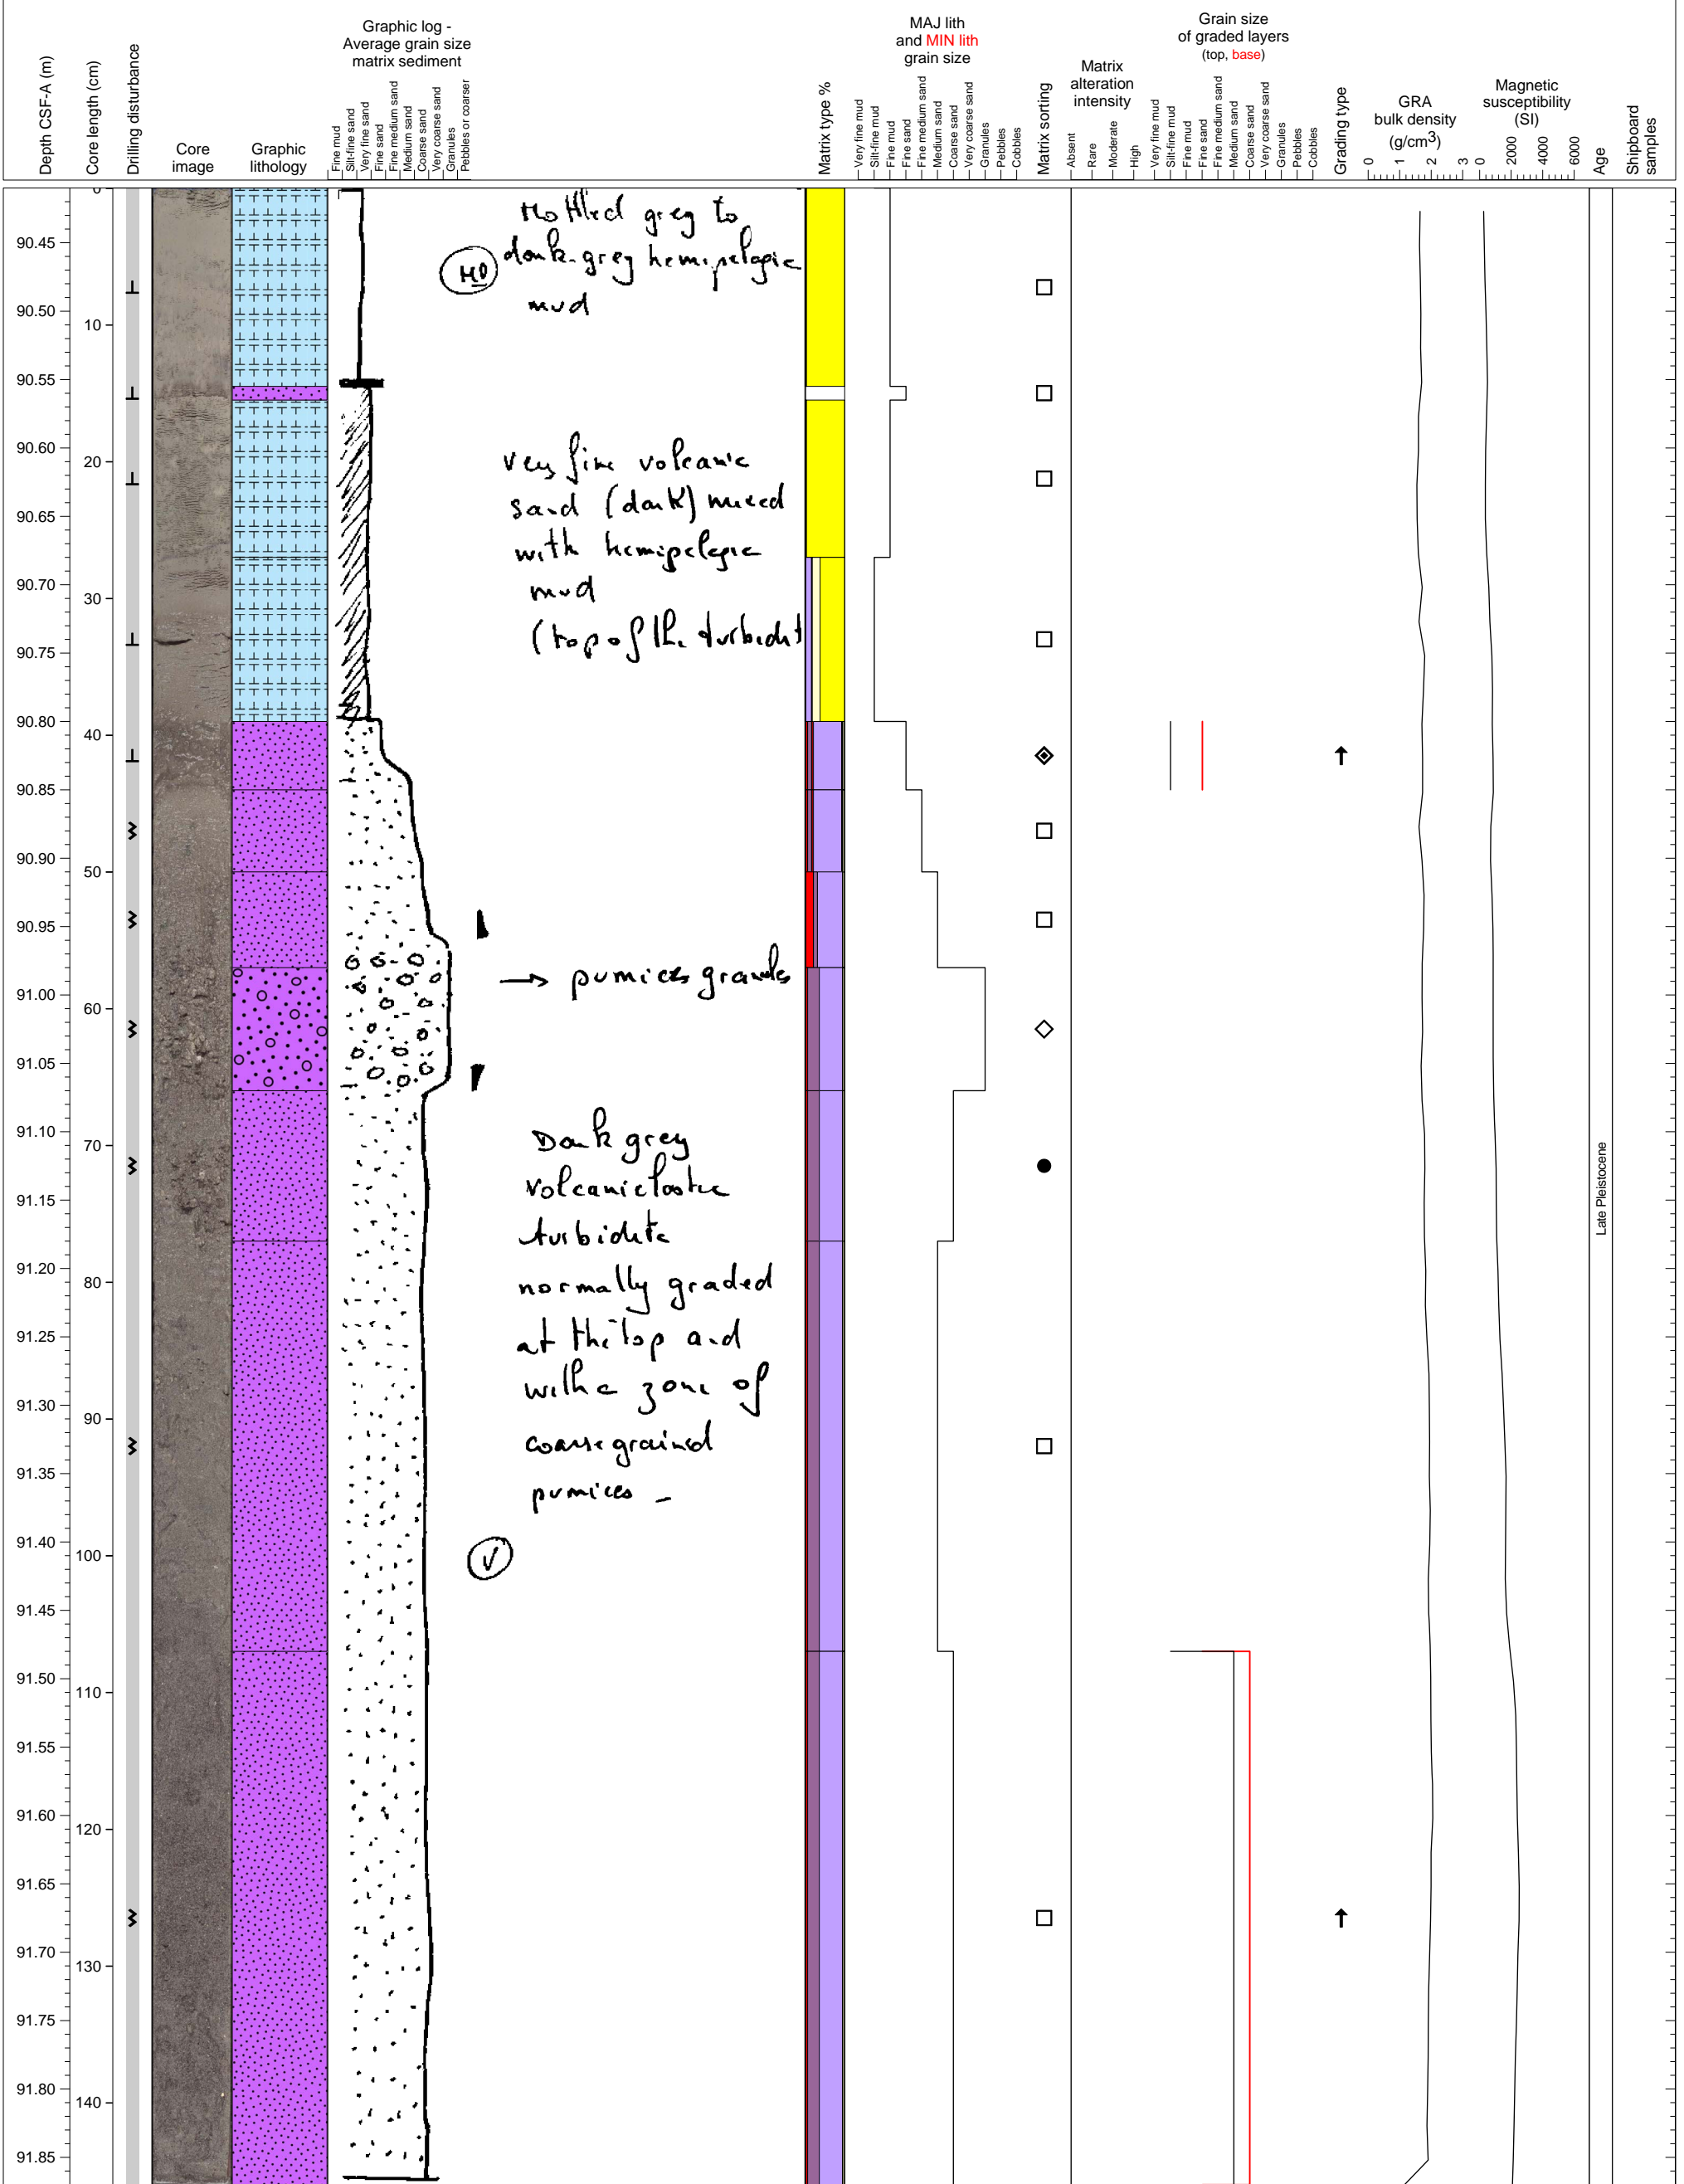 Graphic log -
Average grain size
matrix sediment
MAJ lith
and MIN lith
grain size
Grain size
of graded layers
(top, base)
Matrix
alteration
intensity
Magnetic
susceptibility
(SI)
GRA
bulk density
(g/cm3)
Depth CSF-A (m)
Core length (cm)
Drilling disturbance
Core
image
Graphic
lithology
Fine mud
Silt-fine sand
Very fine sand
Fine sand
Fine medium sand
Medium sand
Coarse sand
Very coarse sand
Granules
Pebbles or coarser
Matrix type %
Very fine mud
Silt-fine mud
Fine mud
Fine sand
Fine medium sand
Medium sand
Coarse sand
Very coarse sand
Granules
Pebbles
Cobbles
Matrix sorting
Absent
Rare
Moderate
High
Very fine mud
Silt-fine mud
Fine mud
Fine sand
Fine medium sand
Medium sand
Coarse sand
Very coarse sand
Granules
Pebbles
Cobbles
Grading type
0 1 2 3
0 2000 4000 6000
Age
Shipboard
samples
0
90.45
90.50
10
90.55
90.60
20
90.65
90.70
30
90.75
90.80
40
90.85
90.90
50
90.95
91.00
60
91.05
91.10
70
91.15
91.20
80
91.25
91.30
90
91.35
91.40
100
91.45
91.50
110
91.55
91.60
120
91.65
91.70
130
91.75
91.80
140
91.85
Mottled grey to
dark-grey hemipelagic
mud
MD
Very fine volcanic
sand (dark) mixed
with hemipelagic
mud
(top of the turbidit
→ pumices granules
Dark grey
volcaniclastic
turbidite
normally graded
at the top and
with a zone of
coarse grained
pumices –
V
Late Pleistocene